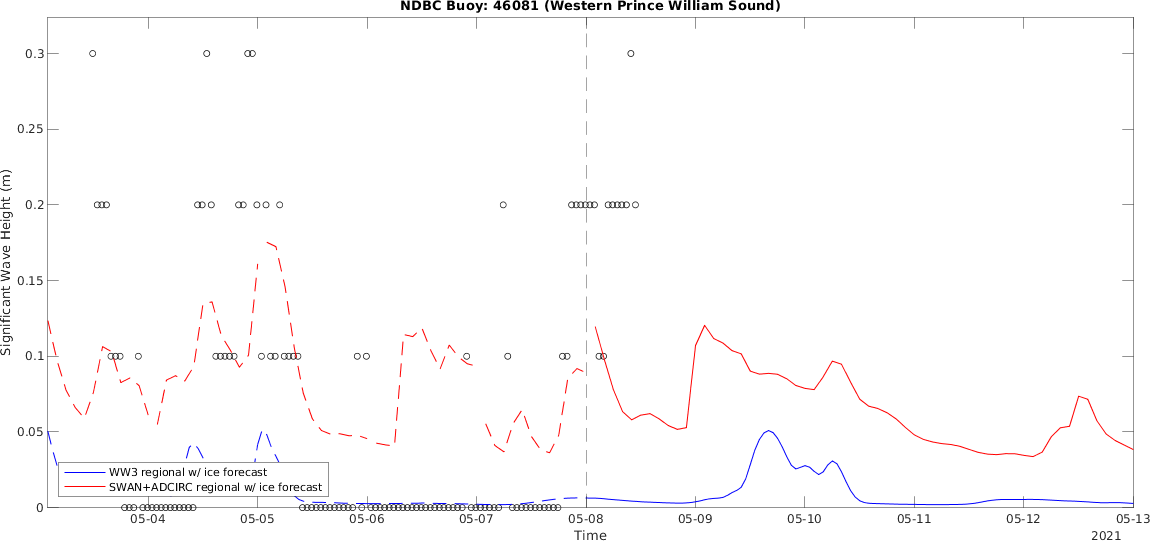 NDBC Buoy: 46081 (Western Prince William Sound)
Significant Wave Height (m)
0.3
0.25
0.2
0.15
0.1
0.05
0
WW3 regional w/ ice forecast
SWAN+ADCIRC regional w/ ice forecast
05-04 05-05 05-06 05-07 05-08 05-09 05-10 05-11 05-12 05-13
Time
2021